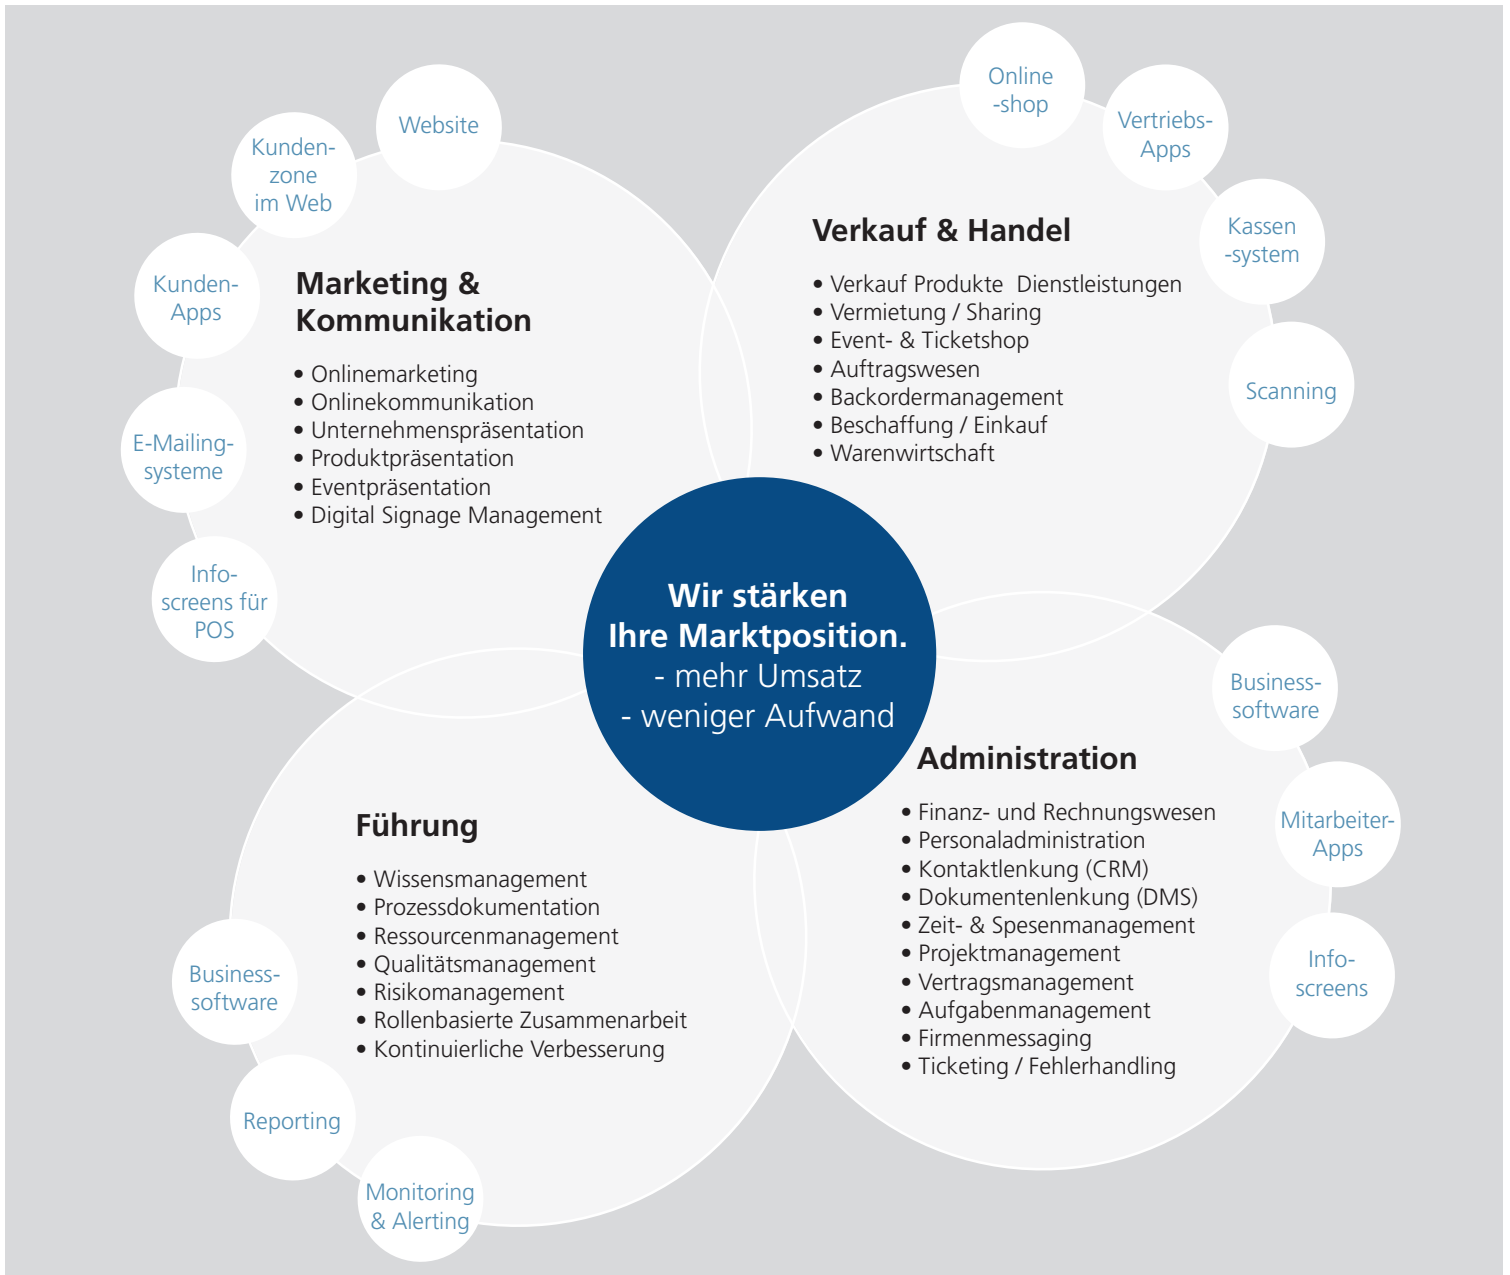 Website
Kunden-
zone
im Web
Kunden-
Apps
E-Mailing-
systeme
Info-
screens für
POS
Marketing &
Kommunikation
• Onlinemarketing
• Onlinekommunikation
• Unternehmenspräsentation
• Produktpräsentation
• Eventpräsentation
• Digital Signage Management
Online
-shop
Vertriebs-
Apps
Kassen
-system
Scanning
Verkauf & Handel
• Verkauf Produkte  Dienstleistungen
• Vermietung / Sharing
• Event- & Ticketshop
• Auftragswesen
• Backordermanagement
• Beschaffung / Einkauf
• Warenwirtschaft
Wir stärken
Ihre Marktposition.
- mehr Umsatz
- weniger Aufwand
Führung
• Wissensmanagement
• Prozessdokumentation
• Ressourcenmanagement
• Qualitätsmanagement
• Risikomanagement
• Rollenbasierte Zusammenarbeit
• Kontinuierliche Verbesserung
Business-
software
Reporting
Monitoring
& Alerting
Administration
• Finanz- und Rechnungswesen
• Personaladministration
• Kontaktlenkung (CRM)
• Dokumentenlenkung (DMS)
• Zeit- & Spesenmanagement
• Projektmanagement
• Vertragsmanagement
• Aufgabenmanagement
• Firmenmessaging
• Ticketing / Fehlerhandling
Business-
software
Mitarbeiter-
Apps
Info-
screens